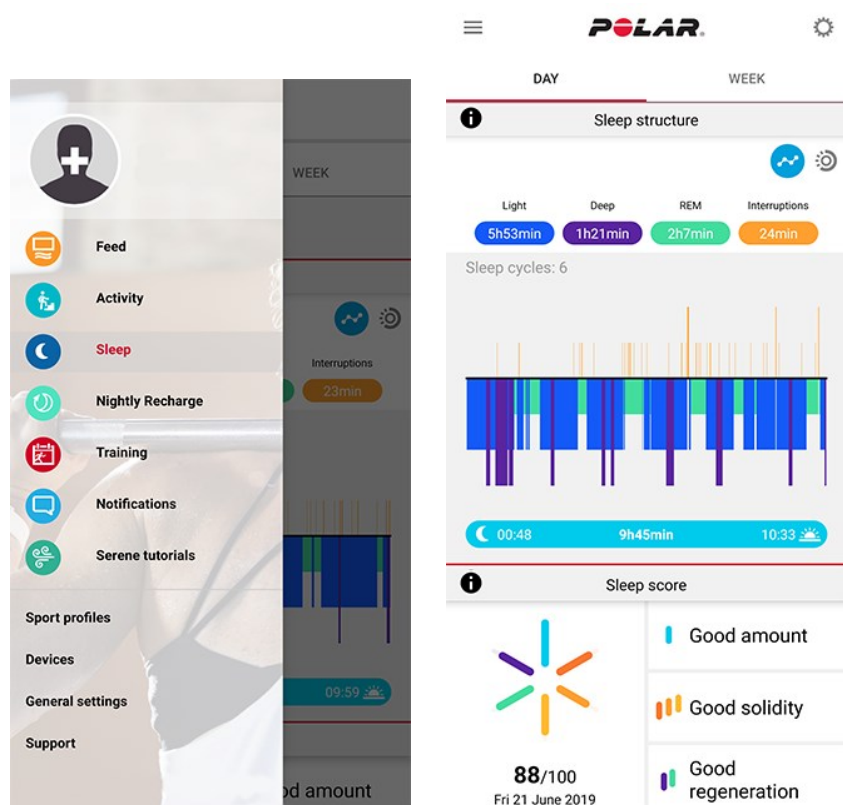 WEEK
Feed
Activity
Sleep
Interruptions
Nightly Recharge
23min
Training
Notifications
Serene tutorials
Sport profiles
Devices
General settings
09:59
Support
od amount
POLAR
DAY WEEK
Sleep structure
Light Deep REM Interruptions
5h53min 1h21min 2h7min 24min
Sleep cycles: 6
00:48 9h45min 10:33
Sleep score
Good amount
Good solidity
88/100
Fri 21 June 2019
Good
regeneration